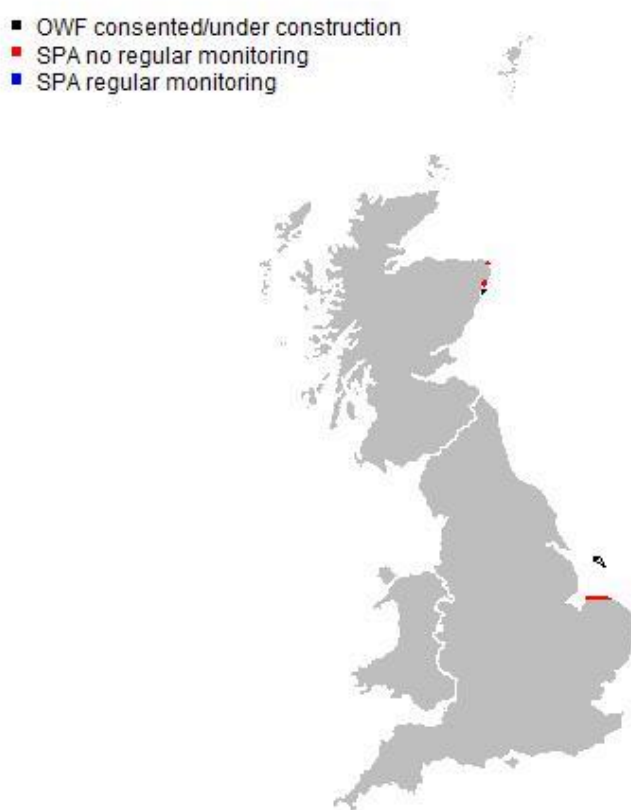 OWF consented/under construction
SPA no regular monitoring
SPA regular monitoring